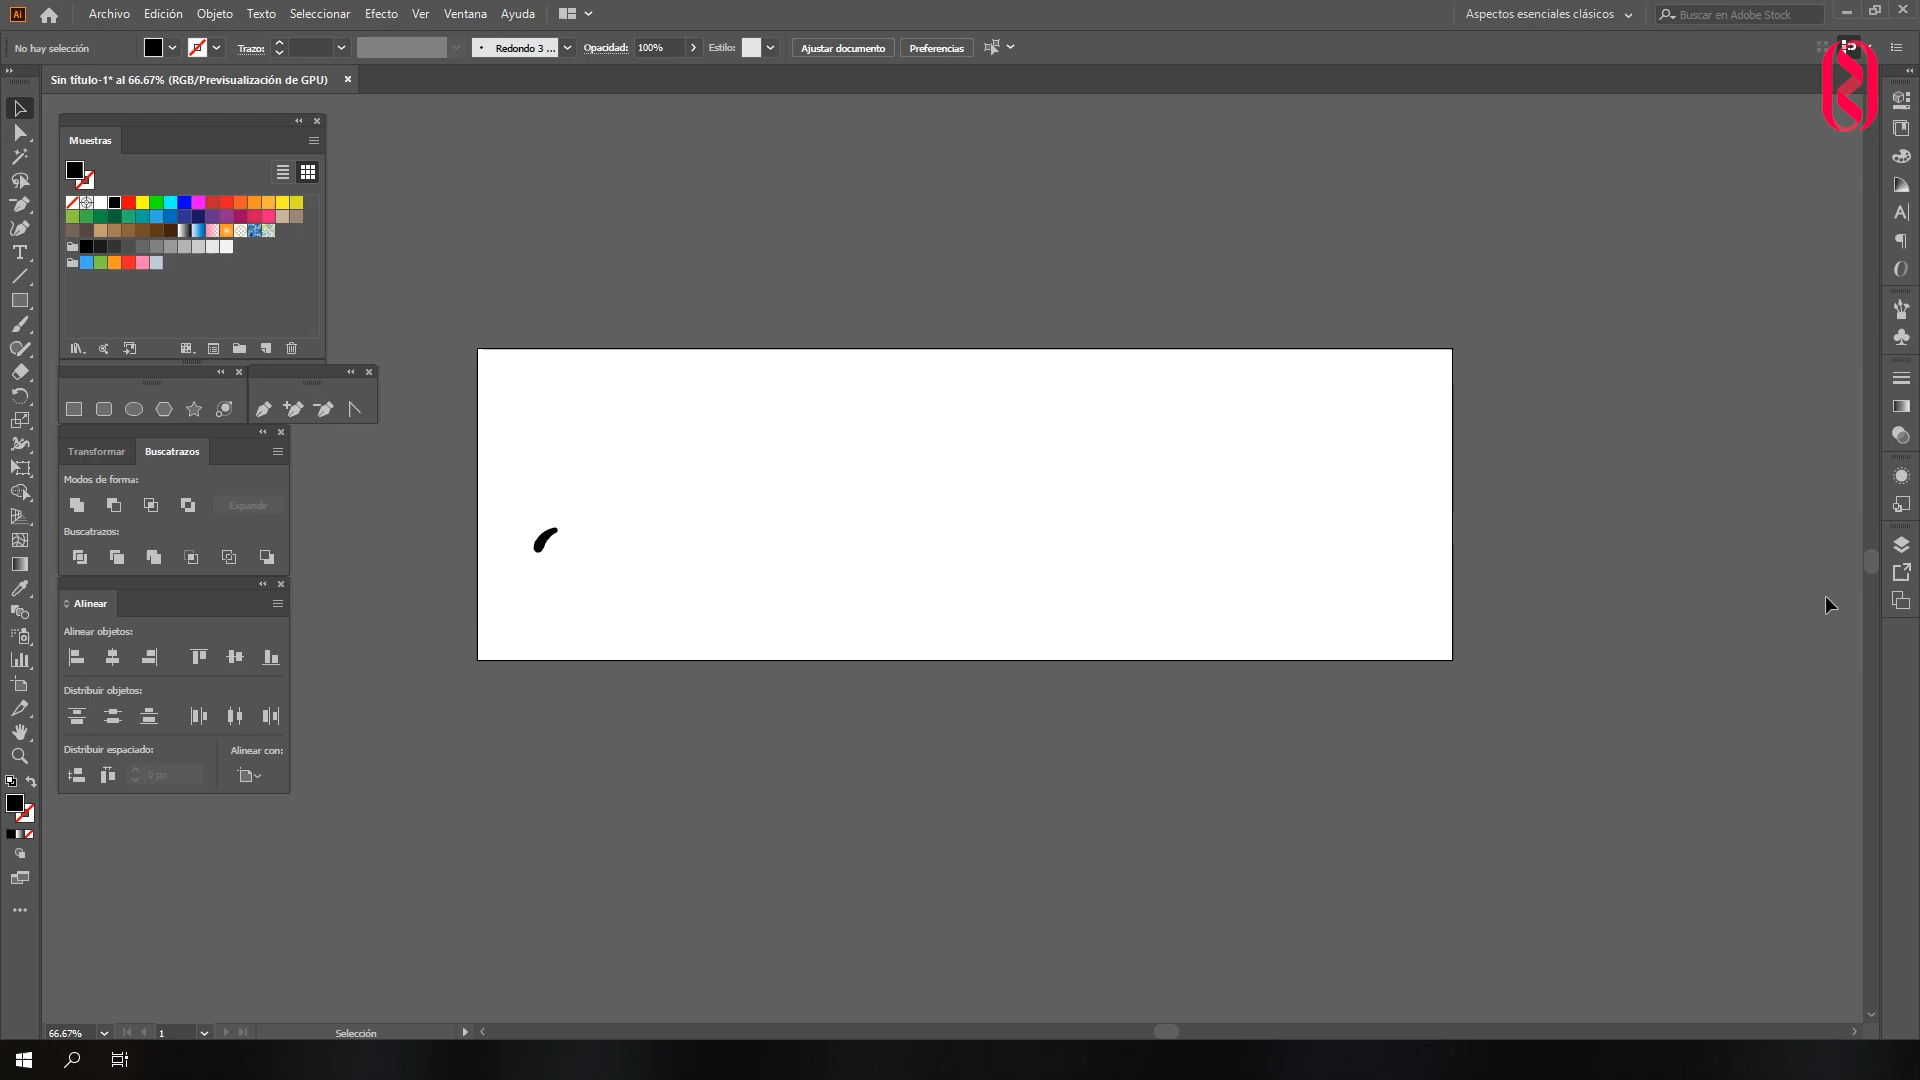 Ai Archivo Edición Objeto Texto Seleccionar Efecto Ver Ventana Ayuda Aspectos esenciales clásicos Buscar en Adobe Stock
No hay selección Trazo: Redondo 3 ... Opacidad: 100% Estilo: Ajustar documento Preferencias
Sin título-1* al 66.67% (RGB/Previsualización de GPU)
Muestras
Transformar Buscatrazos
Modos de forma:
Expandir
Buscatrazos:
Alinear
Alinear objetos:
Distribuir objetos:
Distribuir espaciado: Alinear con:
0 px
66.67% 1 Selección